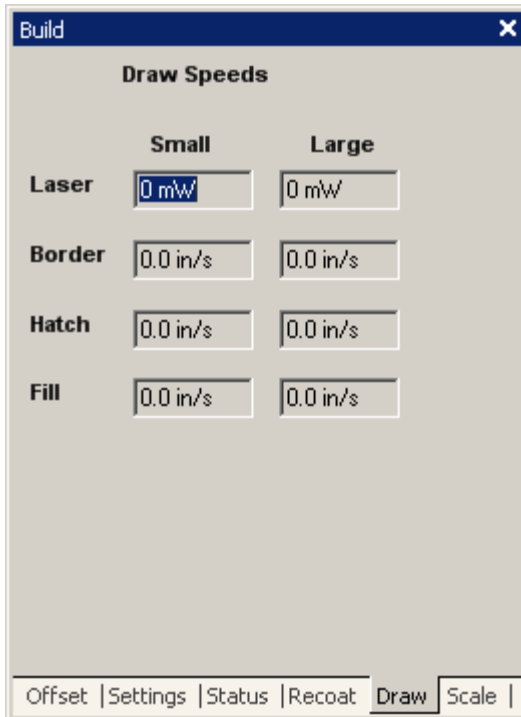 Build
Draw Speeds
Small Large
Laser 0 mW 0 mW
Border 0.0 in/s 0.0 in/s
Hatch 0.0 in/s 0.0 in/s
Fill 0.0 in/s 0.0 in/s
Offset | Settings | Status | Recoat Draw Scale |